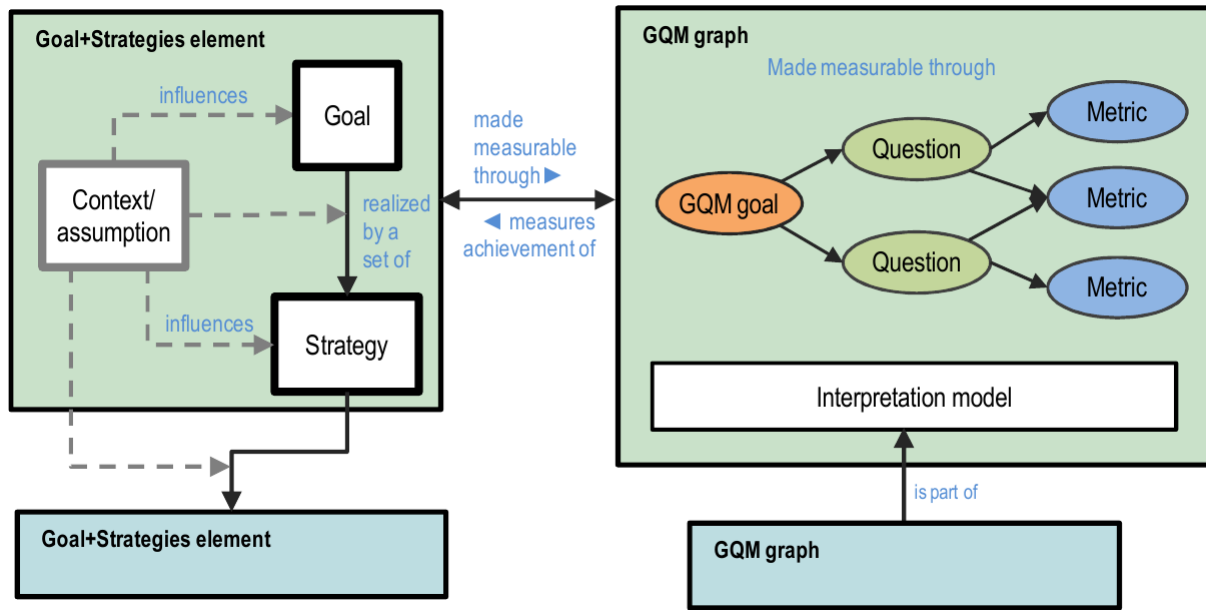 Goal+Strategies element
influences
Goal
Context/
assumption
realized
by a
set of
influences
Strategy
Goal+Strategies element
made
measurable
through ►
◄ measures
achievement of
GQM graph
Made measurable through
GQM goal
Question
Question
Metric
Metric
Metric
Interpretation model
is part of
GQM graph